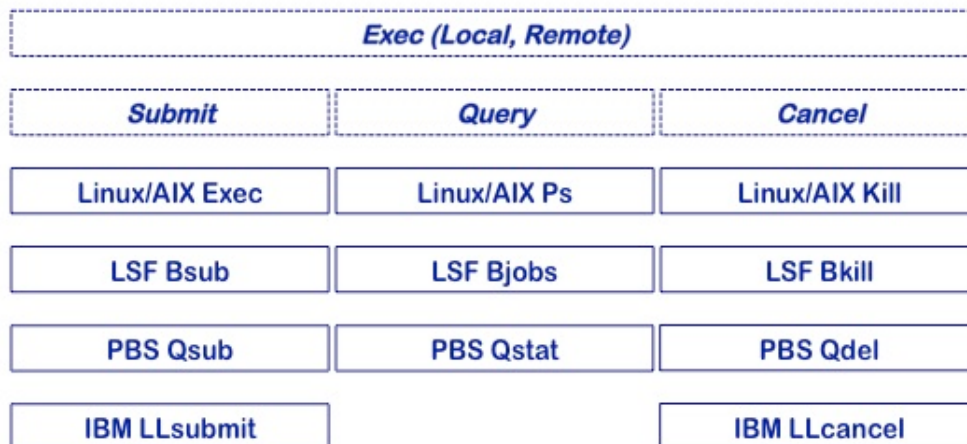 Exec (Local, Remote)
Submit Query Cancel
Linux/AIX Exec Linux/AIX Ps Linux/AIX Kill
LSF Bsub LSF Bjobs LSF Bkill
PBS Qsub PBS Qstat PBS Qdel
IBM LLsubmit IBM LLcancel